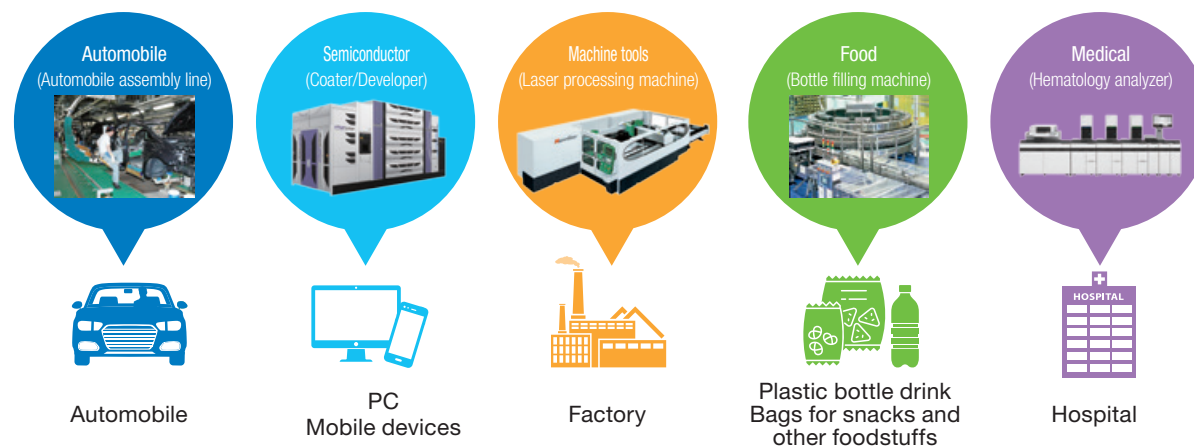 Automobile
(Automobile assembly line)
Semiconductor
(Coater/Developer)
Machine tools
(Laser processing machine)
Food
(Bottle filling machine)
Medical
(Hematology analyzer)
HOSPITAL
Automobile
PC
Mobile devices
Factory
Plastic bottle drink
Bags for snacks and
other foodstuffs
Hospital